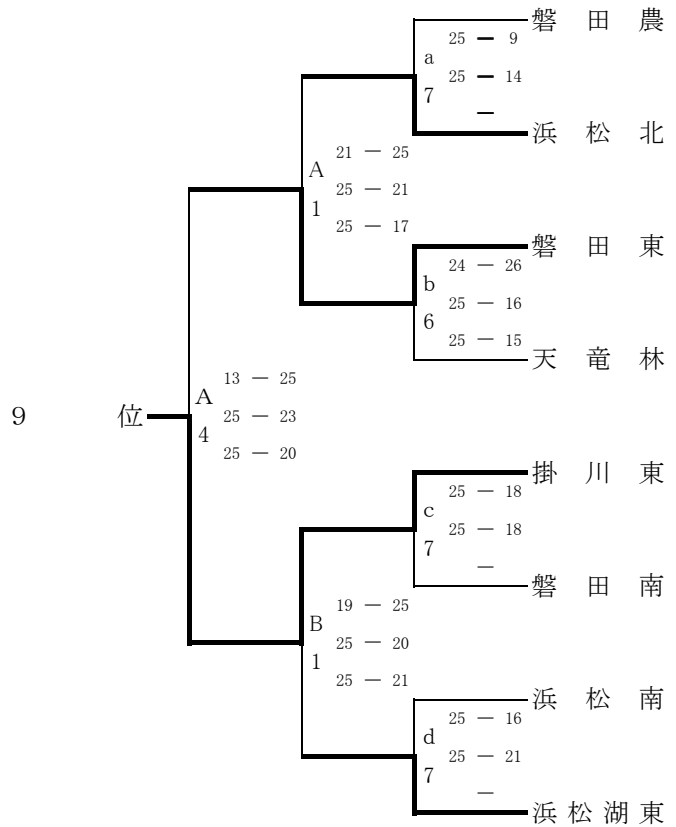 磐田農
25 ー 9
a
25 ー 14
7
ー
浜松北
21 ー 25
A
25 ー 21
1
25 ー 17
磐田東
24 ー 26
b
25 ー 16
6
25 ー 15
天竜林
13 ー 25
A
9位
25 ー 23
4
25 ー 20
掛川東
25 ー 18
c
25 ー 18
7
ー
磐田南
19 ー 25
B
25 ー 20
1
25 ー 21
浜松南
25 ー 16
d
25 ー 21
7
ー
浜松湖東